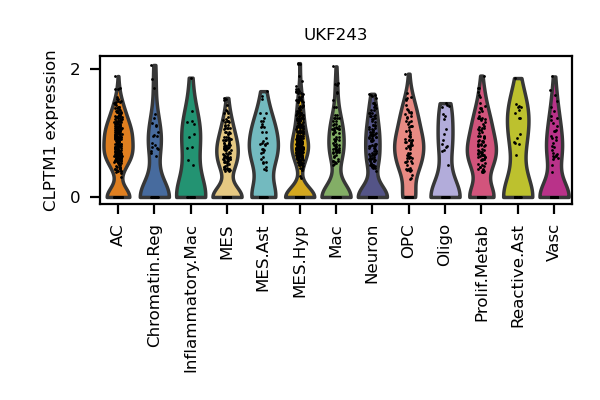 UKF243
CLPTM1 expression
2
0
AC
Chromatin.Reg
Inflammatory.Mac
MES
MES.Ast
MES.Hyp
Mac
Neuron
OPC
Oligo
Prolif.Metab
Reactive.Ast
Vasc